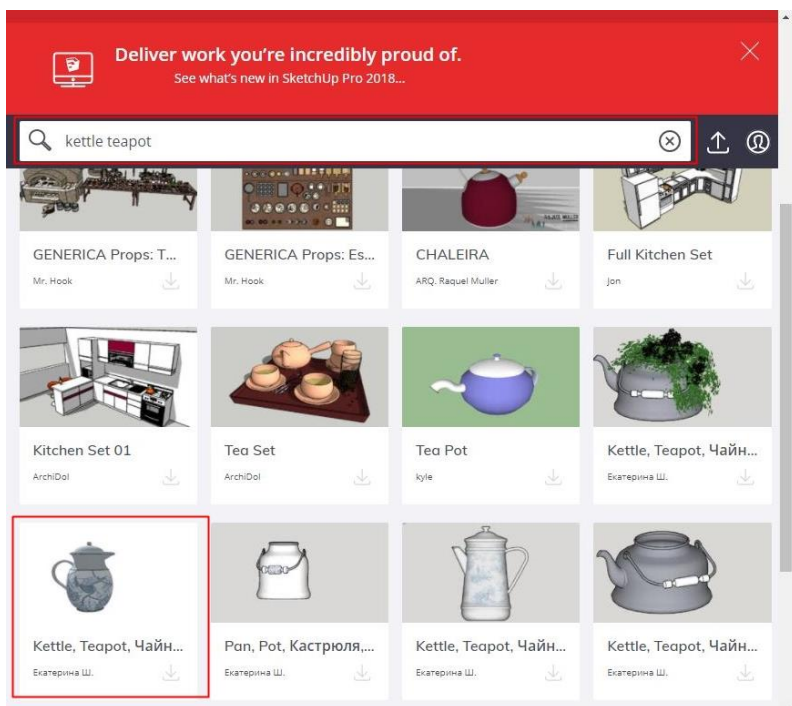 Deliver work you're incredibly proud of.
See what's new in SketchUp Pro 2018...
kettle teapot
GENERICA Props: T...
GENERICA Props: Es...
CHALEIRA
Full Kitchen Set
Mr. Hook
Mr. Hook
ARQ. Raquel Muller
Jon
Kitchen Set 01
Tea Set
Tea Pot
Kettle, Teapot, Чайн...
ArchiDol
ArchiDol
kyle
Екатерина Ш.
Kettle, Teapot, Чайн...
Pan, Pot, Кастрюля,...
Kettle, Teapot, Чайн...
Kettle, Teapot, Чайн...
Екатерина Ш.
Екатерина Ш.
Екатерина Ш.
Екатерина Ш.